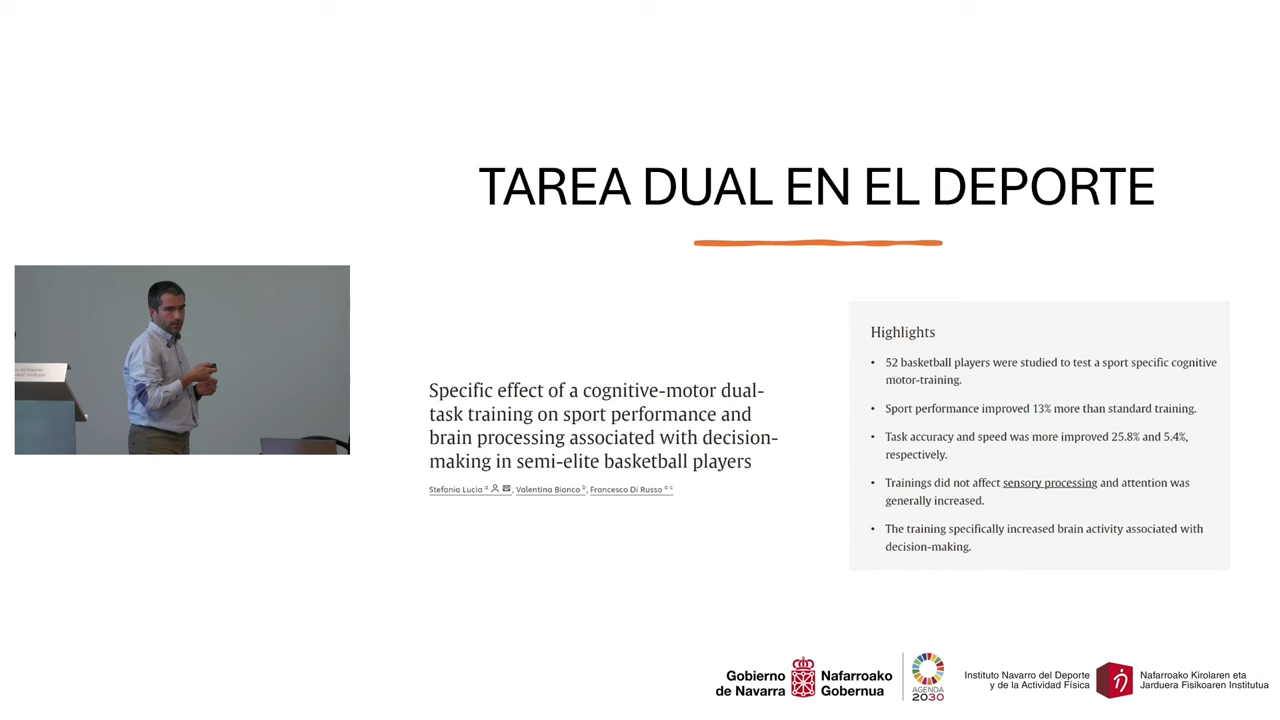 TAREA DUAL EN EL DEPORTE
Specific effect of a cognitive-motor dual-
task training on sport performance and
brain processing associated with decision-
making in semi-elite basketball players
Stefania Lucia a, Valentina Bianco b, Francesco Di Russo a c
Highlights
• 52 basketball players were studied to test a sport specific cognitive
motor-training.
• Sport performance improved 13% more than standard training.
• Task accuracy and speed was more improved 25.8% and 5.4%,
respectively.
• Trainings did not affect sensory processing and attention was
generally increased.
• The training specifically increased brain activity associated with
decision-making.
del Deporte
Gobierno
de Navarra
Nafarroako
Gobernua
AGENDA
2030
Instituto Navarro del Deporte
y de la Actividad Física
Nafarroako Kirolaren eta
Jarduera Fisikoaren Institutua